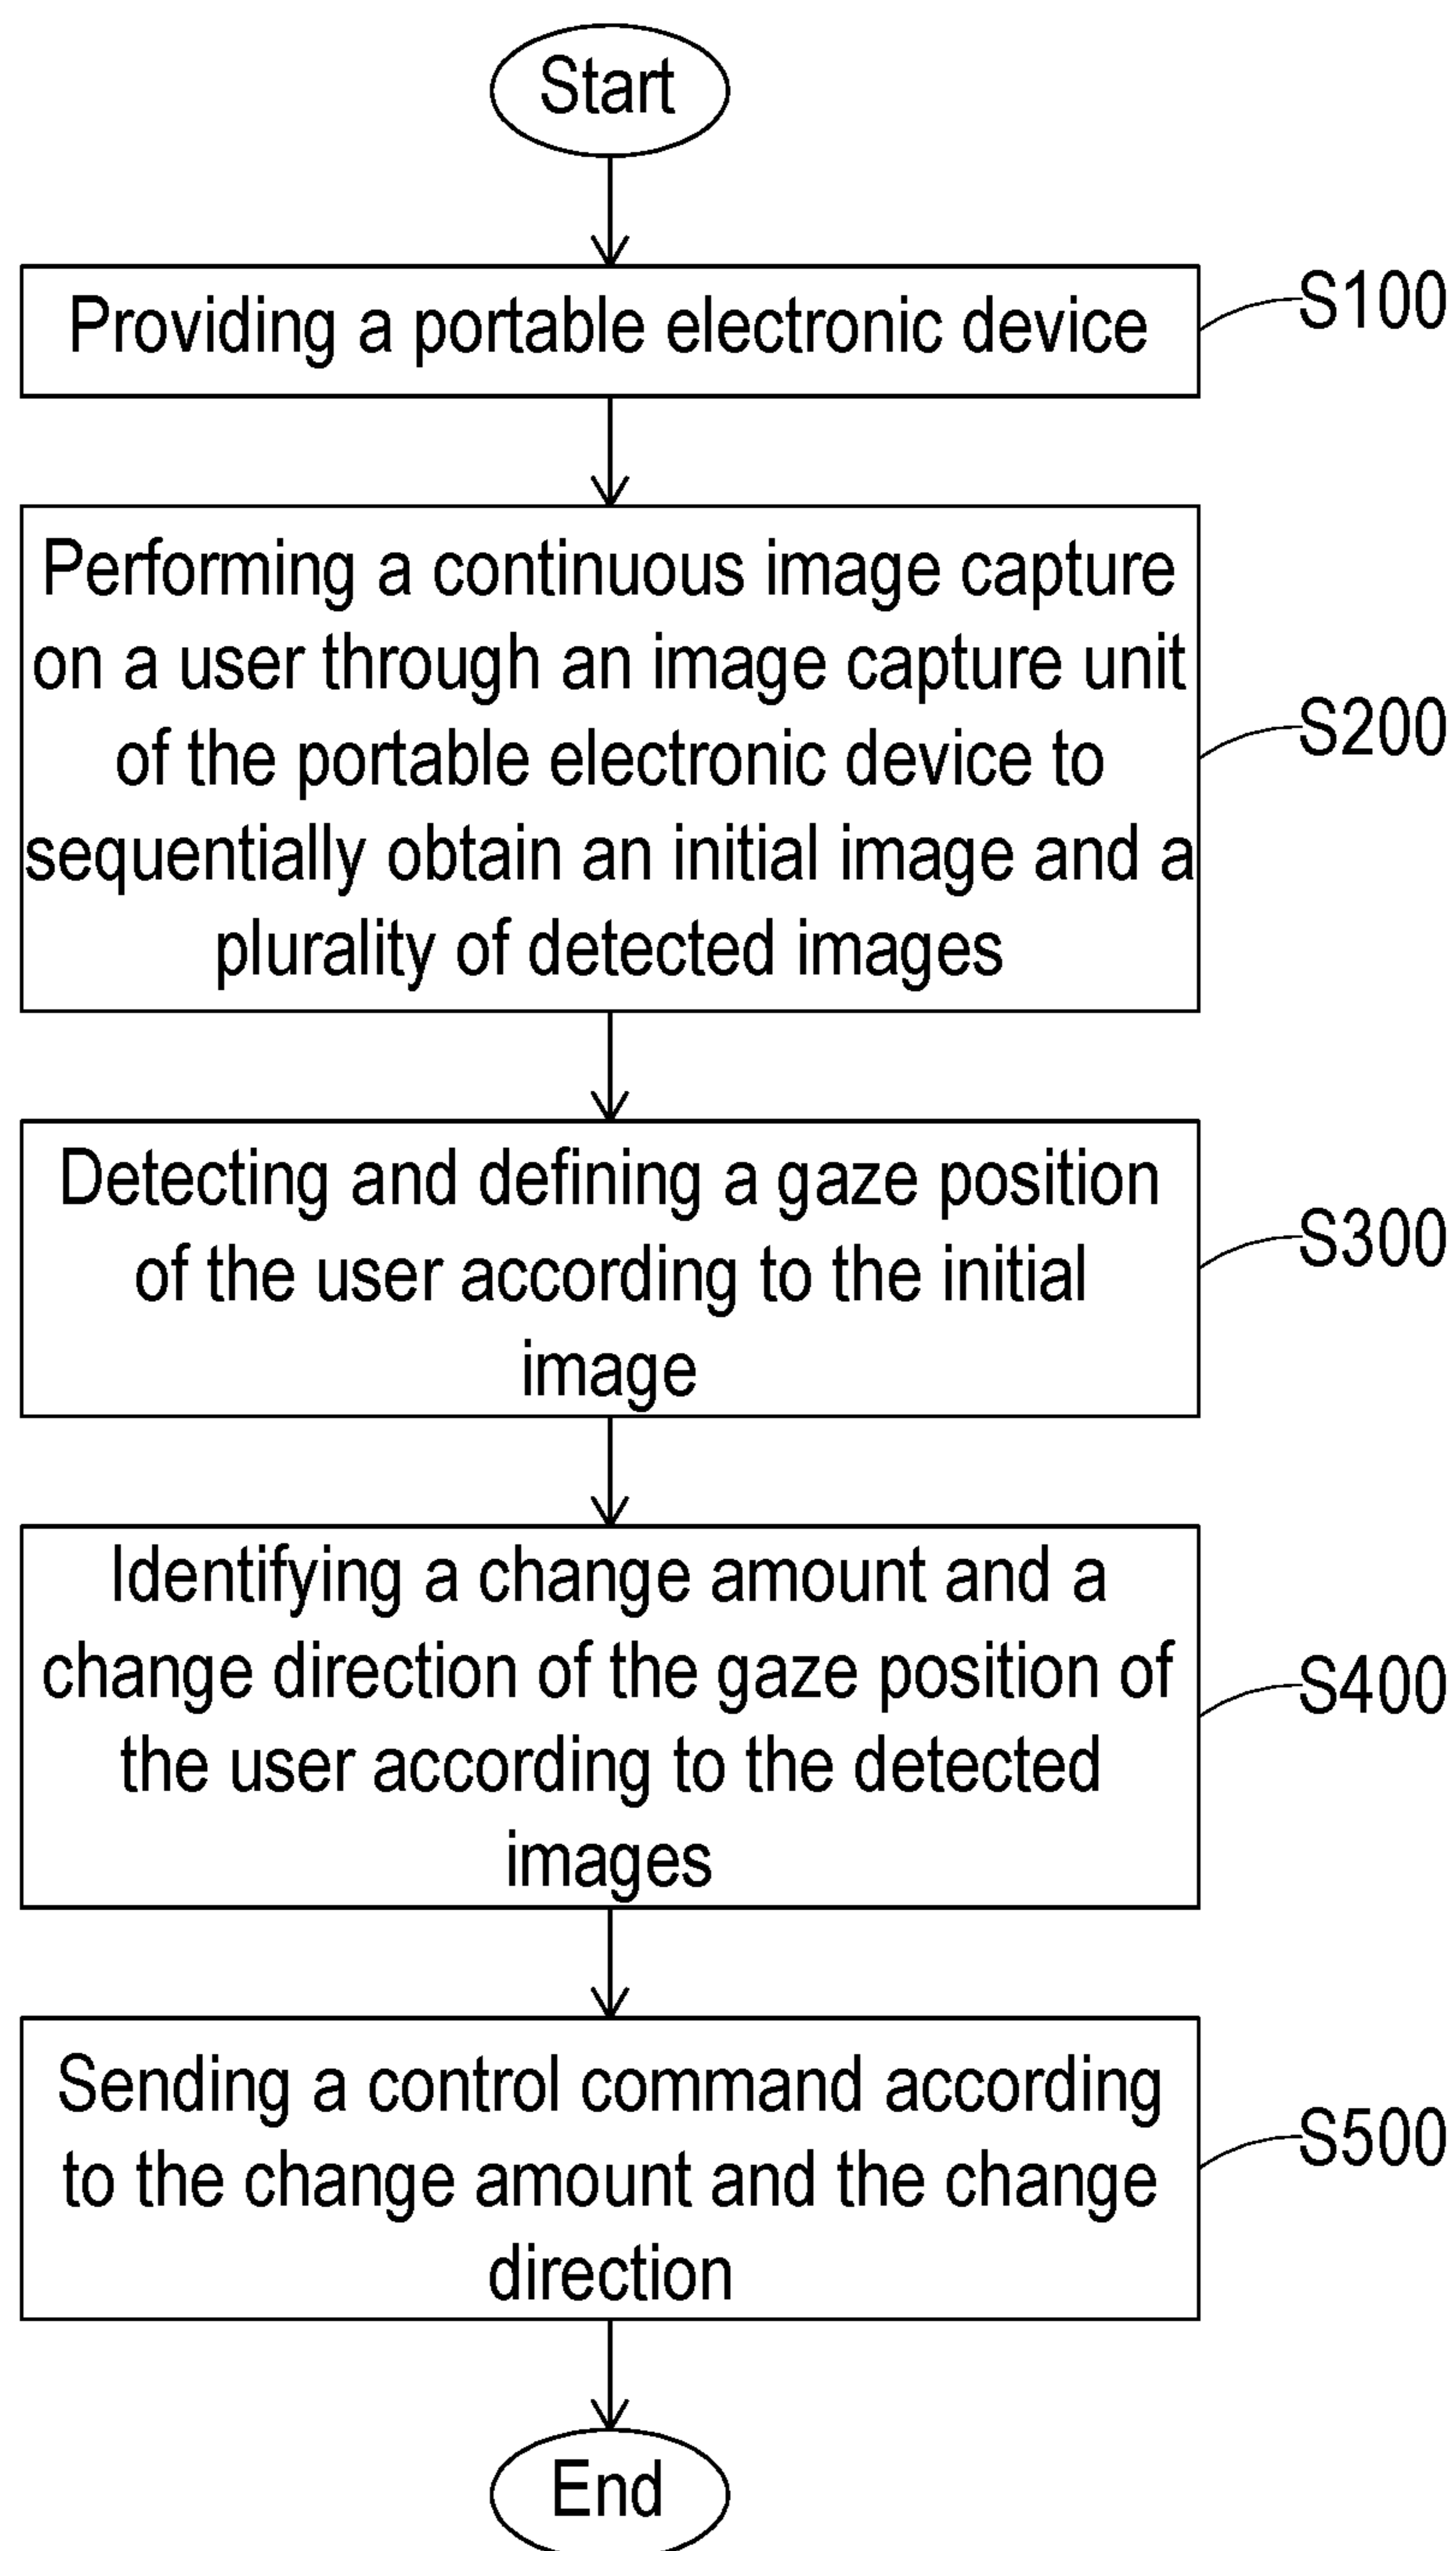 Start
Providing a portable electronic device
S100
Performing a continuous image capture
on a user through an image capture unit
of the portable electronic device to
sequentially obtain an initial image and a
plurality of detected images
S200
Detecting and defining a gaze position
of the user according to the initial
image
S300
Identifying a change amount and a
change direction of the gaze position of
the user according to the detected
images
S400
Sending a control command according
to the change amount and the change
direction
S500
End